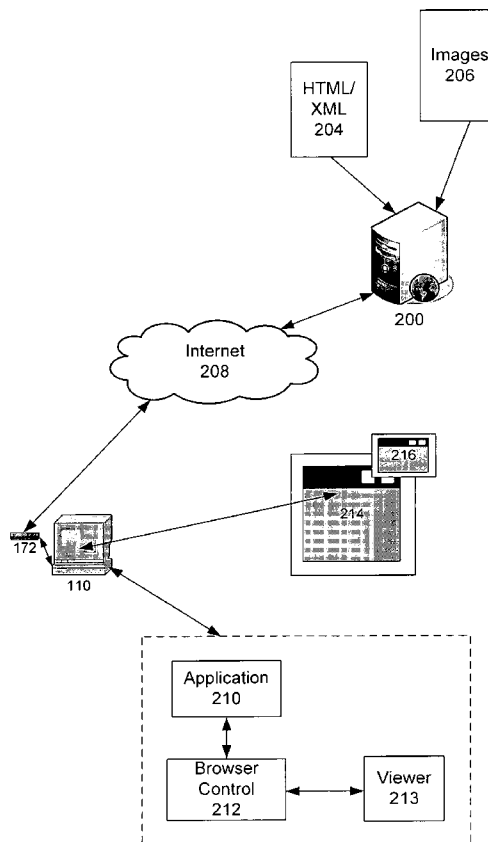 Images
206
HTML/
XML
204
200
Internet
208
216
214
172
110
Application
210
Browser
Control
212
Viewer
213